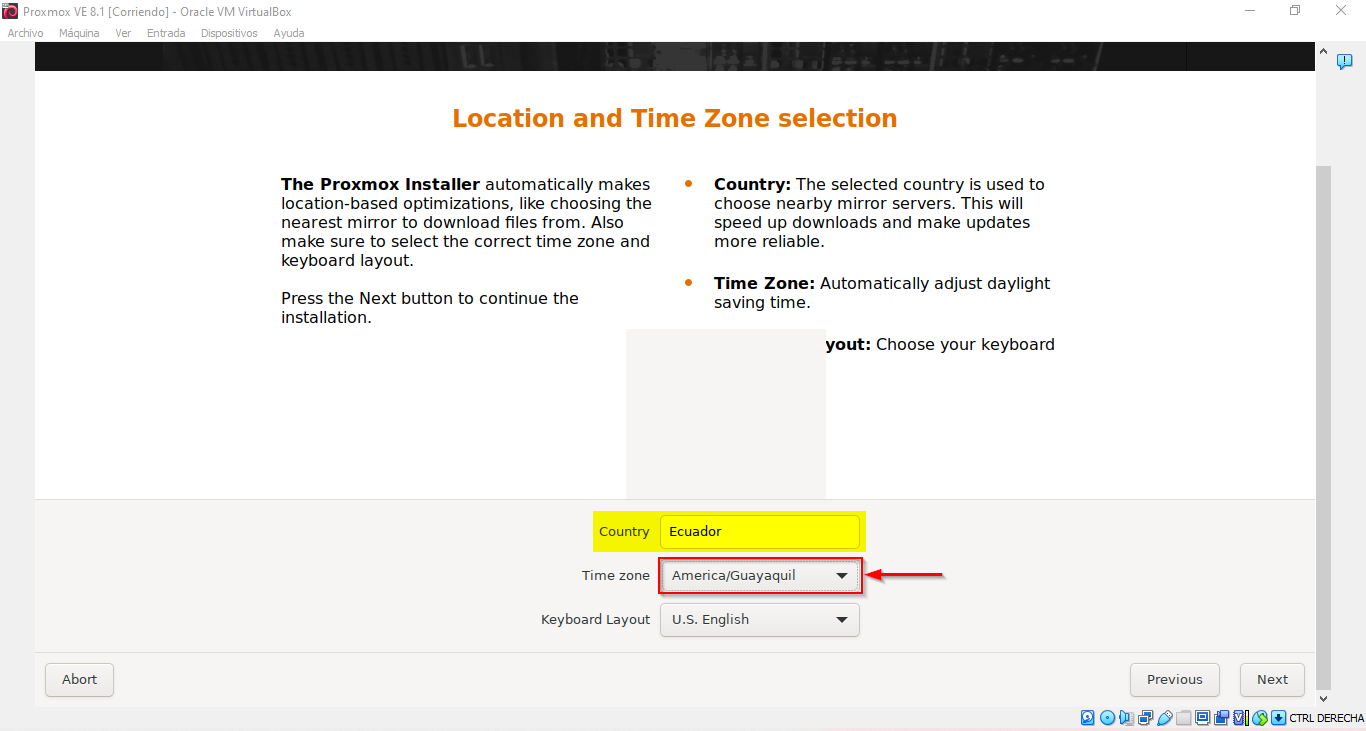 Proxmox VE 8.1 [Corriendo] - Oracle VM VirtualBox
Archivo Máquina Ver Entrada Dispositivos Ayuda
Location and Time Zone selection
The Proxmox Installer automatically makes
location-based optimizations, like choosing the
nearest mirror to download files from. Also
make sure to select the correct time zone and
keyboard layout.
Press the Next button to continue the
installation.
• Country: The selected country is used to
choose nearby mirror servers. This will
speed up downloads and make updates
more reliable.
• Time Zone: Automatically adjust daylight
saving time.
yout: Choose your keyboard
Country Ecuador
Time zone America/Guayaquil
Keyboard Layout U.S. English
Abort Previous Next
CTRL DERECHA